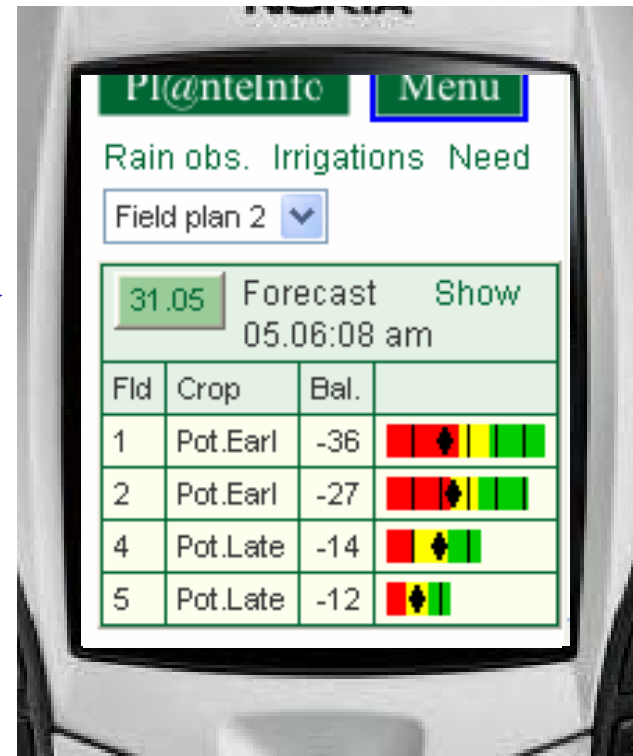 NOKIA
Pl@nteInfo Menu
Rain obs. Irrigations Need
Field plan 2
31.05 Forecast Show
05.06:08 am
Fld Crop Bal.
1 Pot.Earl -36
2 Pot.Earl -27
4 Pot.Late -14
5 Pot.Late -12